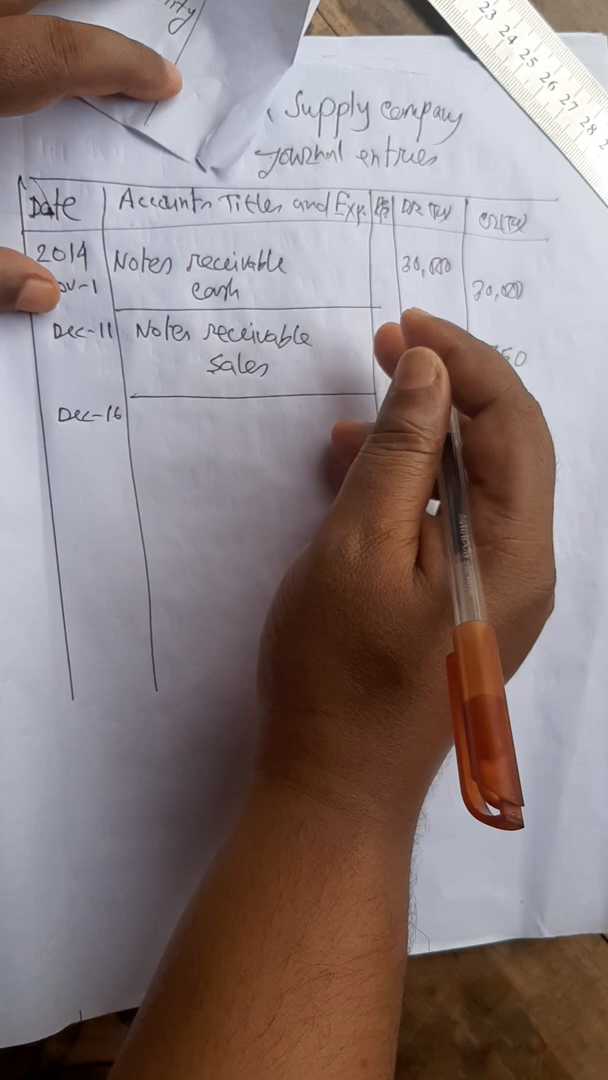 Supply company
Journal entries
Date Accounts Titles and Exp. DR
2014 Notes receivable 30,000
cash 30,000
Dec-11 Notes receivable
Sales
Dec-16
23 24 25 26 27 28